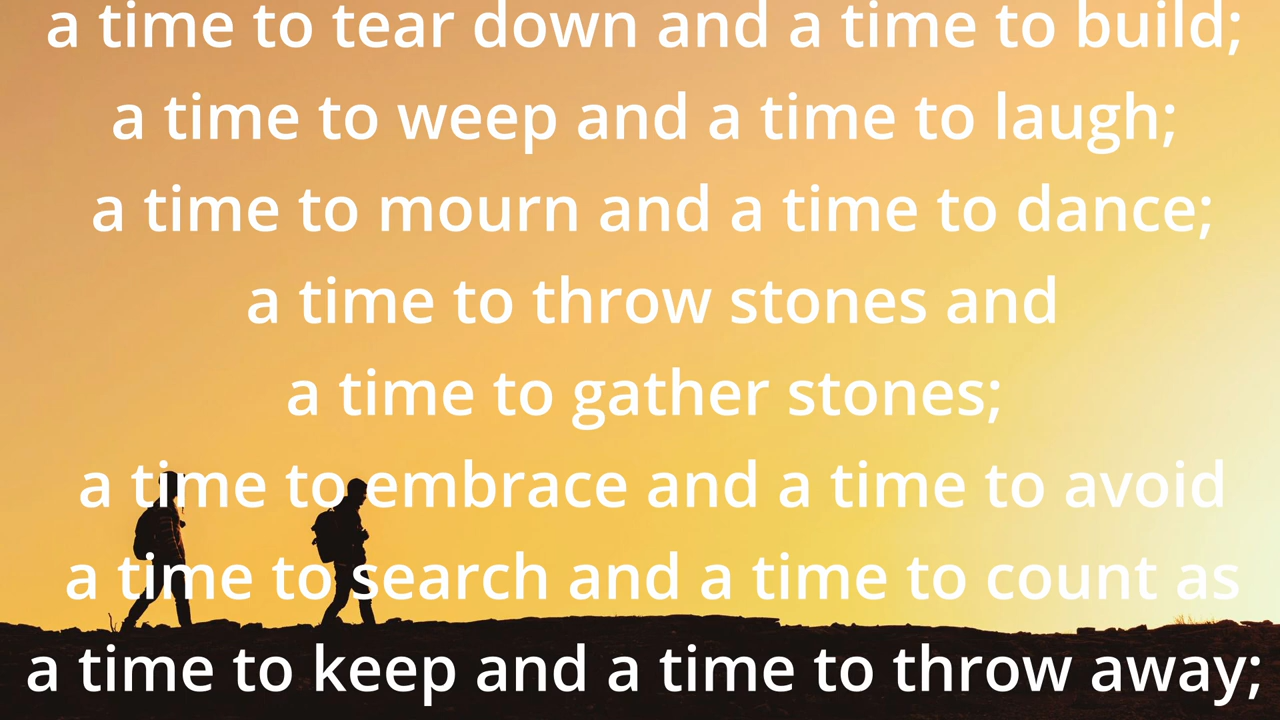 a time to tear down and a time to build;
a time to weep and a time to laugh;
a time to mourn and a time to dance;
a time to throw stones and
a time to gather stones;
a time to embrace and a time to avoid
a time to search and a time to count as
a time to keep and a time to throw away;